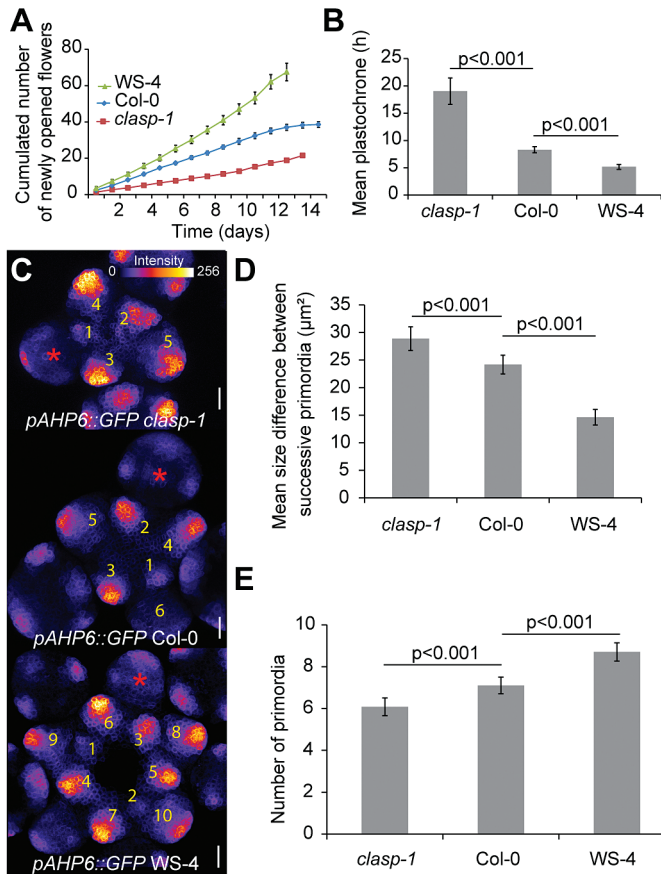 A
Cumulated number
of newly opened flowers
80
60
40
20
0
WS-4
Col-0
clasp-1
0 2 4 6 8 10 12 14
Time (days)
B
Mean plastochrone (h)
25
20
15
10
5
0
p<0.001
p<0.001
clasp-1 Col-0 WS-4
C
Intensity
0 256
4
1
2
5
*
3
pAHP6::GFP clasp-1
*
5
2
4
3
1
6
pAHP6::GFP Col-0
*
6
9
1
3
8
4
5
2
7
10
pAHP6::GFP WS-4
D
Mean size difference between
successive primordia (µm²)
35
30
25
20
15
10
5
0
p<0.001
p<0.001
clasp-1 Col-0 WS-4
E
Number of primordia
10
8
6
4
2
0
p<0.001
p<0.001
clasp-1 Col-0 WS-4